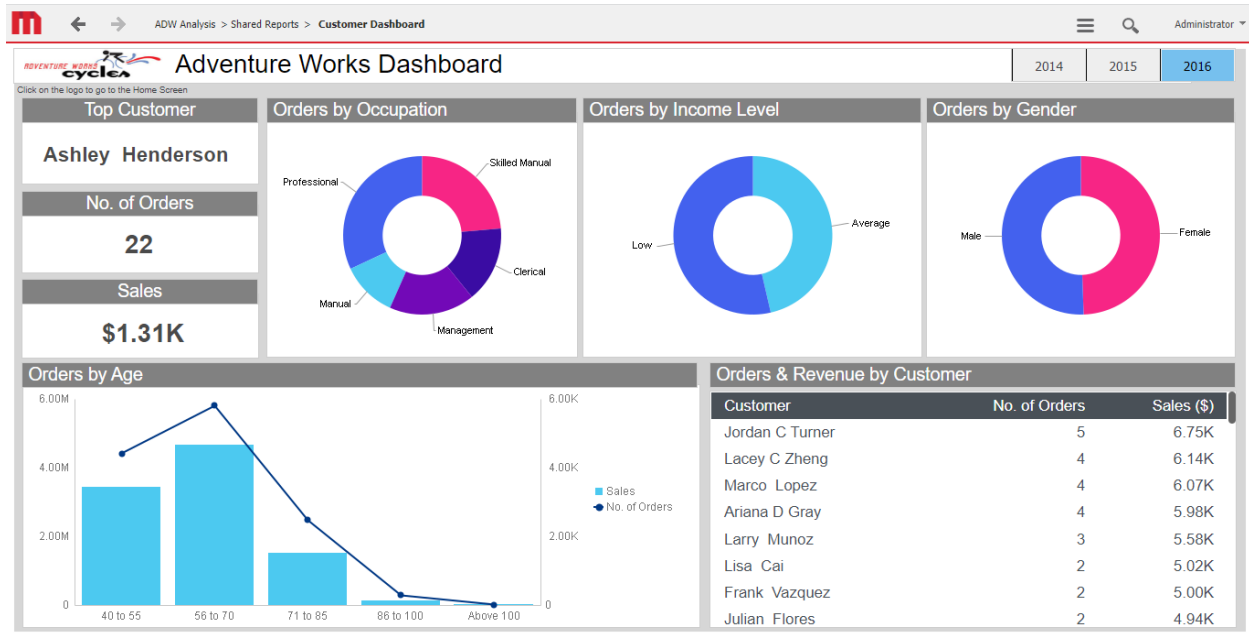 ADW Analysis > Shared Reports > Customer Dashboard
Administrator
ADVENTURE WORKS
cycles
Adventure Works Dashboard
2014 2015 2016
Click on the logo to go to the Home Screen
Top Customer
Ashley Henderson
No. of Orders
22
Sales
$1.31K
Orders by Occupation
Skilled Manual
Professional
Clerical
Manual
Management
Orders by Income Level
Average
Low
Orders by Gender
Male
Female
Orders by Age
6.00M
4.00M
2.00M
0
6.00K
4.00K
2.00K
0
40 to 55 56 to 70 71 to 85 86 to 100 Above 100
Sales
No. of Orders
Orders & Revenue by Customer
Customer No. of Orders Sales ($)
Jordan C Turner 5 6.75K
Lacey C Zheng 4 6.14K
Marco Lopez 4 6.07K
Ariana D Gray 4 5.98K
Larry Munoz 3 5.58K
Lisa Cai 2 5.02K
Frank Vazquez 2 5.00K
Julian Flores 2 4.94K